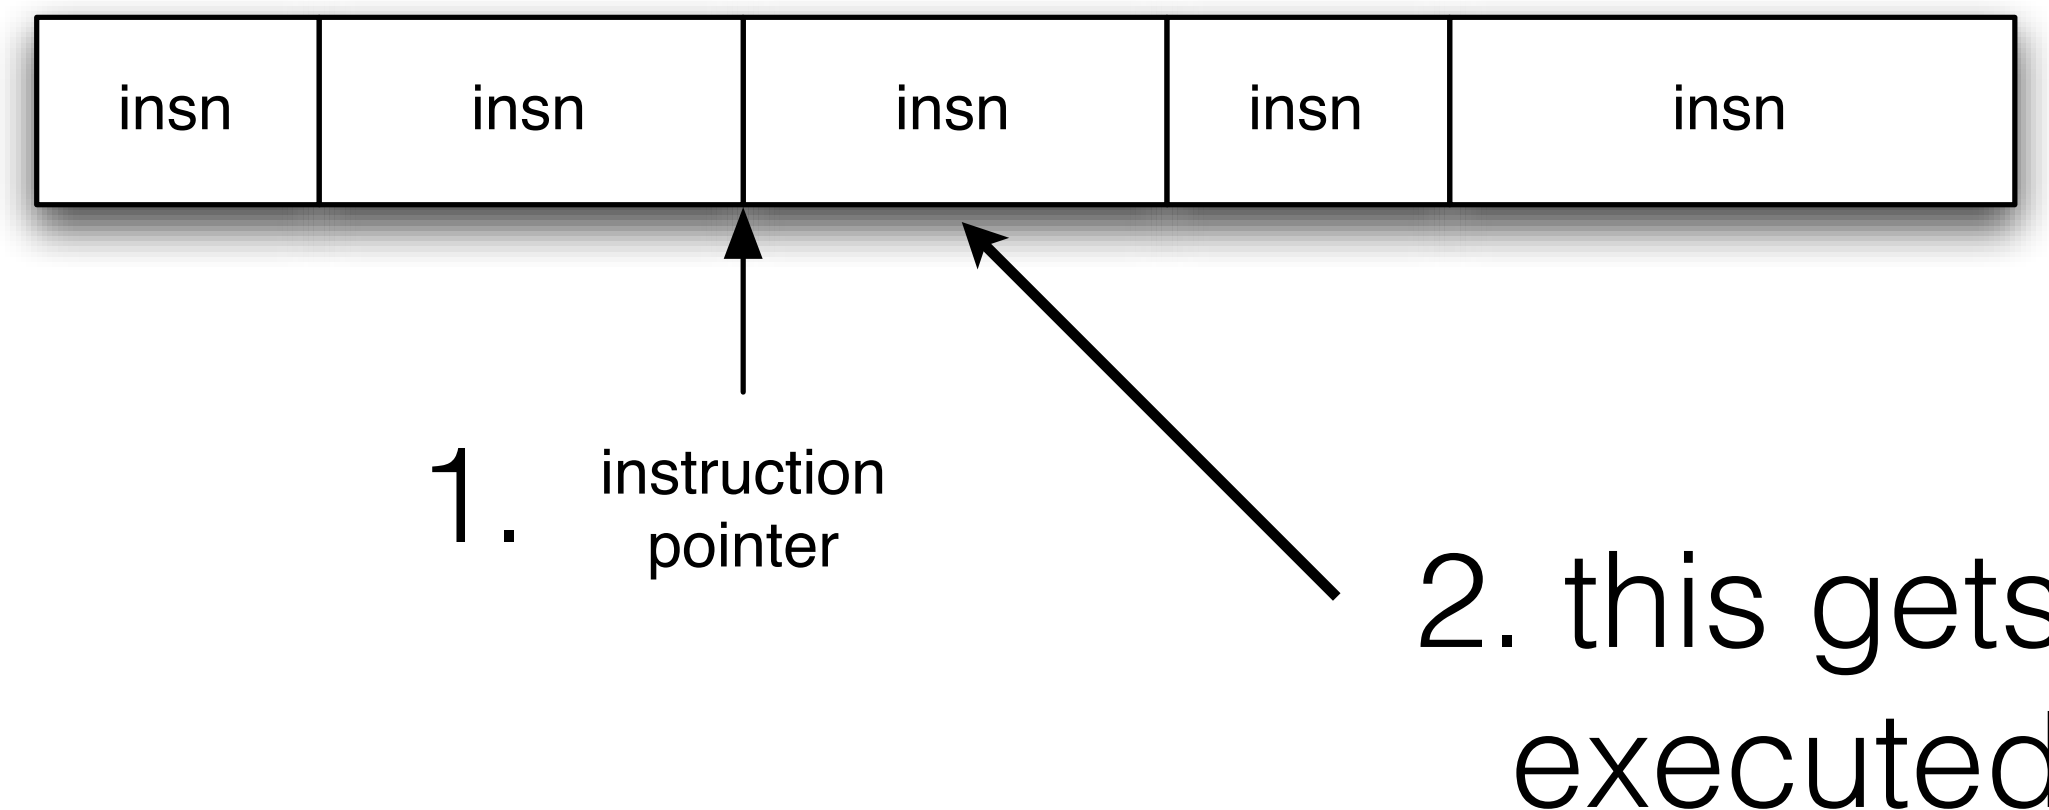 insn insn insn insn insn
1. instruction
pointer
2. this gets
executed